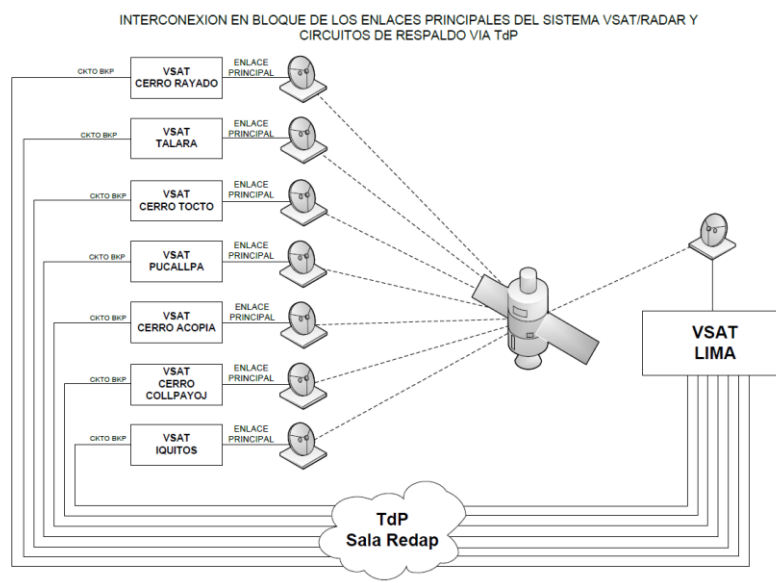 INTERCONEXION EN BLOQUE DE LOS ENLACES PRINCIPALES DEL SISTEMA VSAT/RADAR Y
CIRCUITOS DE RESPALDO VIA TdP
CKTO BKP
VSAT
CERRO RAYADO
ENLACE
PRINCIPAL
CKTO BKP
VSAT
TALARA
ENLACE
PRINCIPAL
CKTO BKP
VSAT
CERRO TOCTO
ENLACE
PRINCIPAL
CKTO BKP
VSAT
PUCALLPA
ENLACE
PRINCIPAL
CKTO BKP
VSAT
CERRO ACOPIA
ENLACE
PRINCIPAL
CKTO BKP
VSAT
CERRO
COLLPAYOJ
ENLACE
PRINCIPAL
CKTO BKP
VSAT
IQUITOS
ENLACE
PRINCIPAL
VSAT
LIMA
TdP
Sala Redap